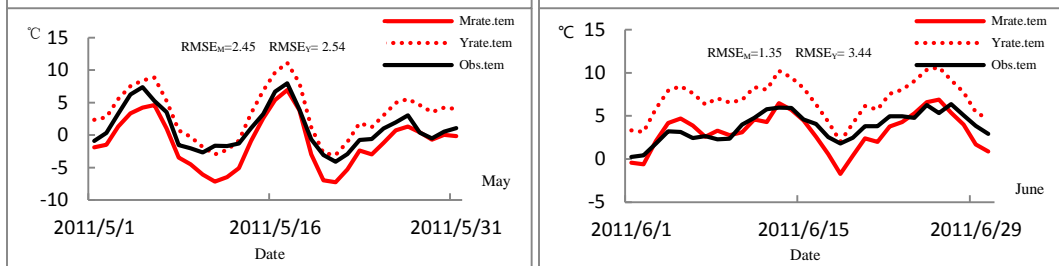 ℃
15
10
5
0
-5
-10
RMSEM=2.45 RMSEY= 2.54
Mrate.tem
Yrate.tem
Obs.tem
May
2011/5/1 2011/5/16 2011/5/31
Date
℃
15
10
5
0
-5
RMSEM=1.35 RMSEY=3.44
Mrate.tem
Yrate.tem
Obs.tem
June
2011/6/1 2011/6/15 2011/6/29
Date